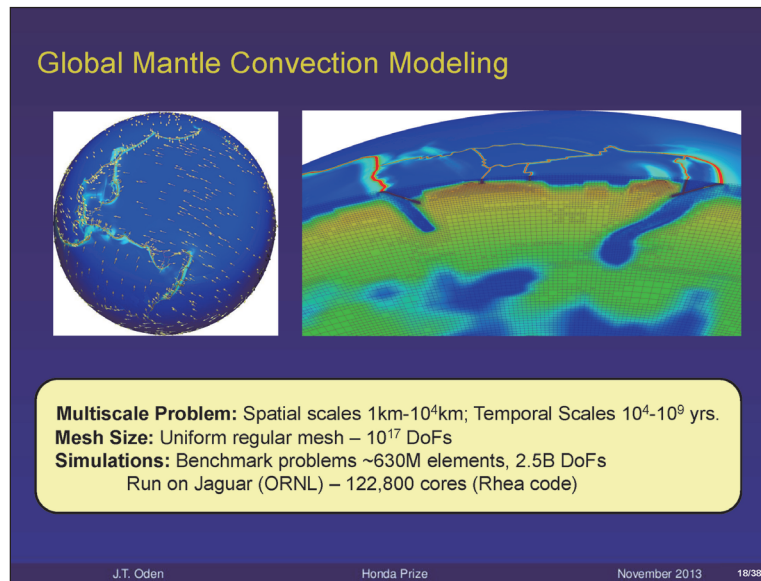 Global Mantle Convection Modeling
Multiscale Problem: Spatial scales 1km-10⁴km; Temporal Scales 10⁴-10⁹ yrs.
Mesh Size: Uniform regular mesh – 10¹⁷ DoFs
Simulations: Benchmark problems ~630M elements, 2.5B DoFs
Run on Jaguar (ORNL) – 122,800 cores (Rhea code)
J.T. Oden Honda Prize November 2013 18/38